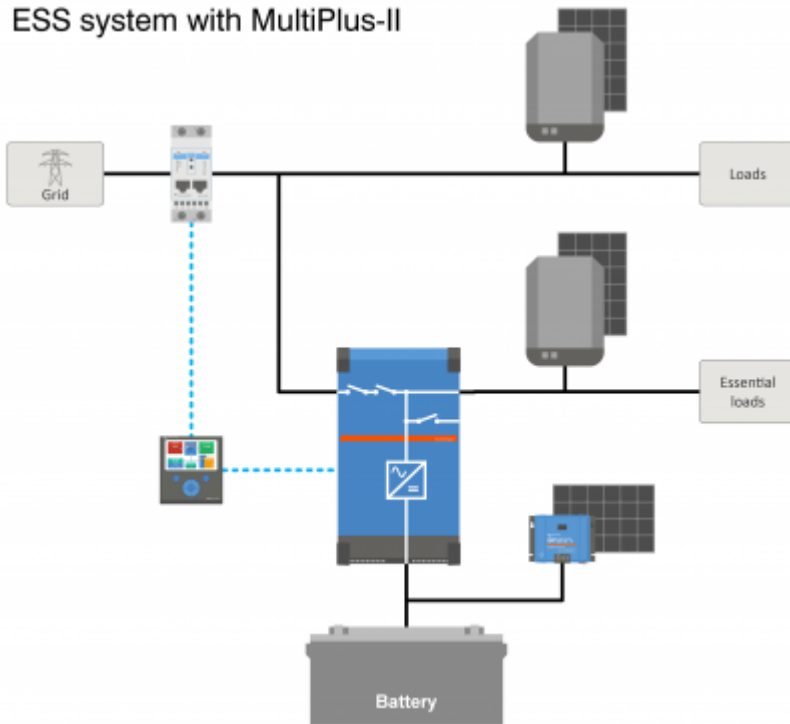 ESS system with MultiPlus-II
Grid
Loads
Essential
loads
Battery